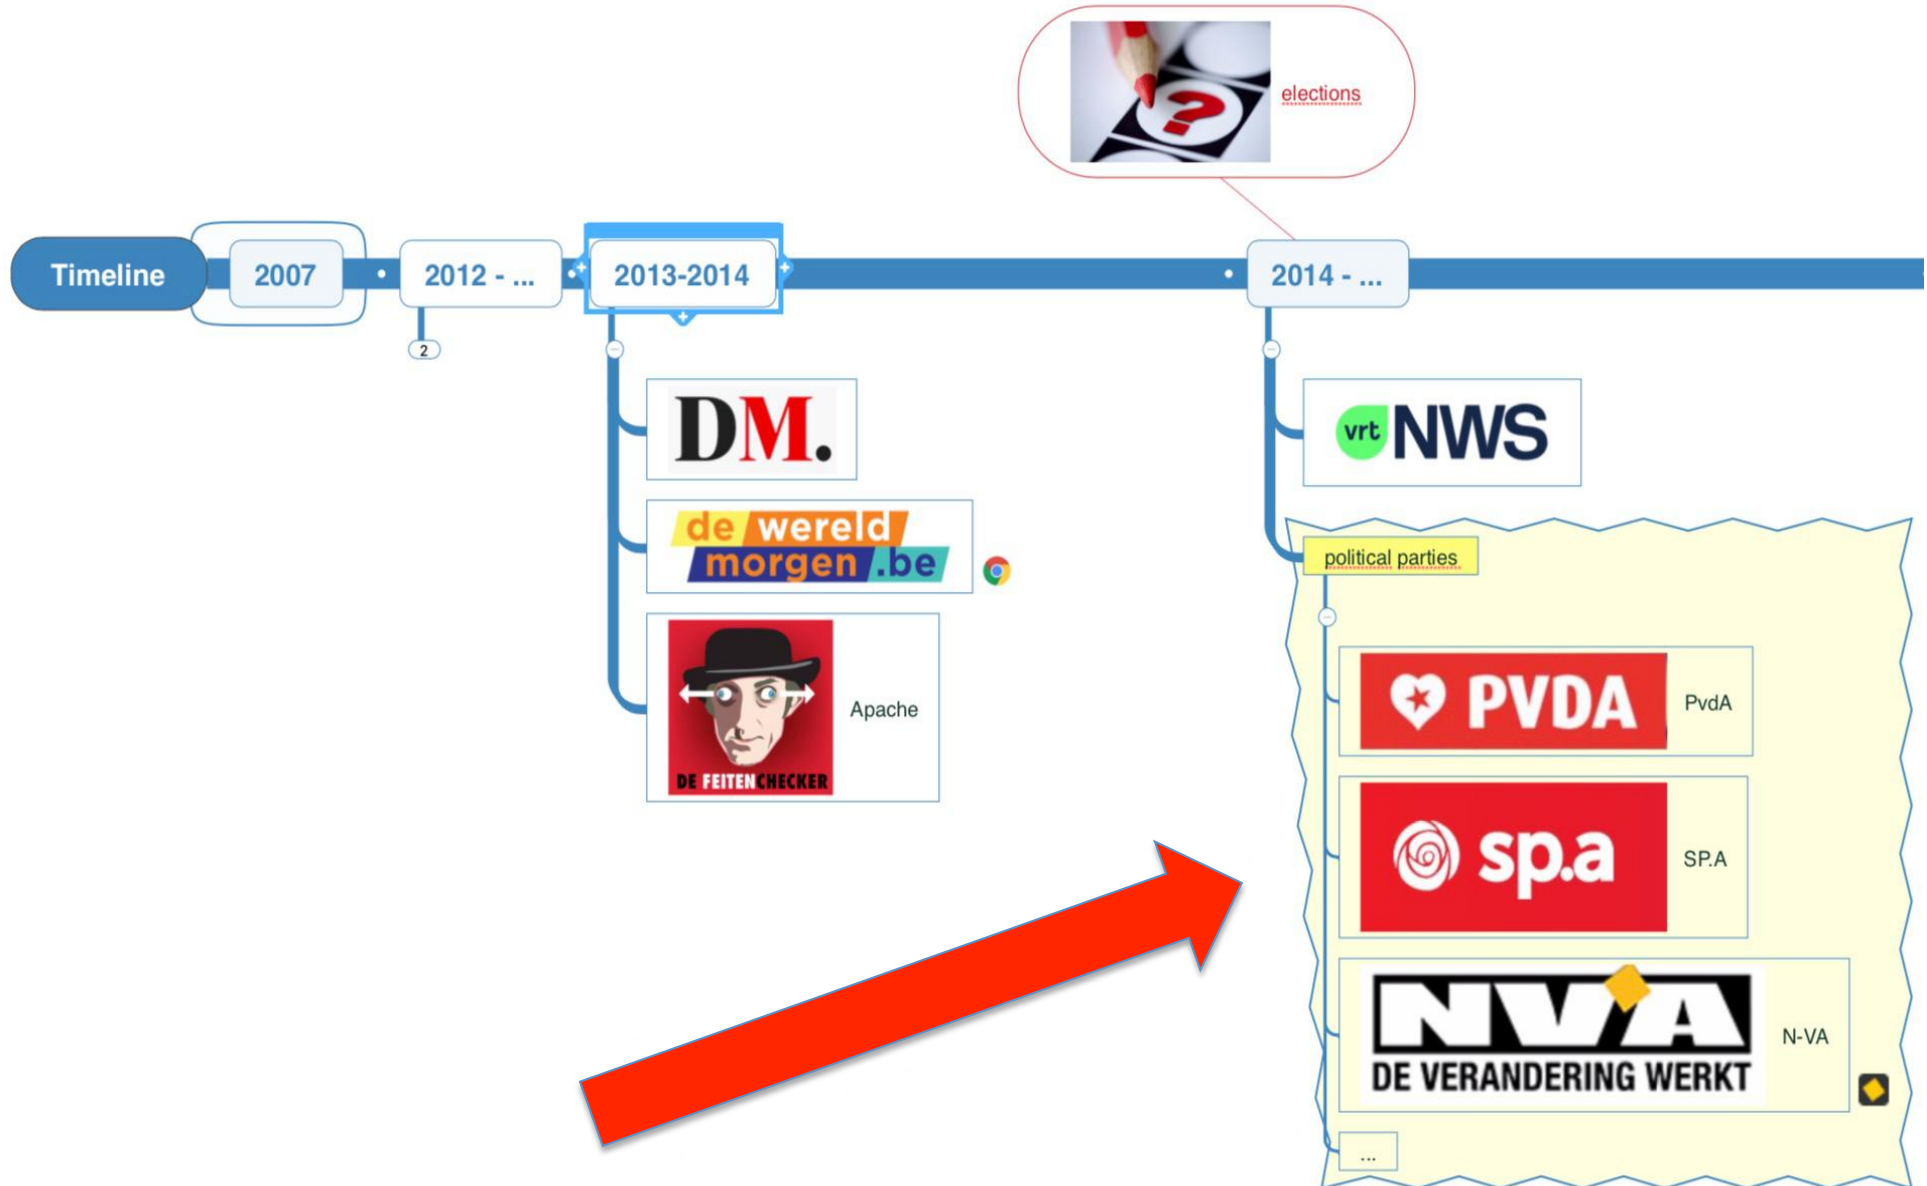 elections
Timeline
2007
2012 - ...
2013-2014
2014 - ...
2
DM.
de wereld
morgen .be
DE FEITENCHECKER
Apache
vrt NWS
political parties
PVDA
PvdA
sp.a
SP.A
N-VA
DE VERANDERING WERKT
N-VA
...